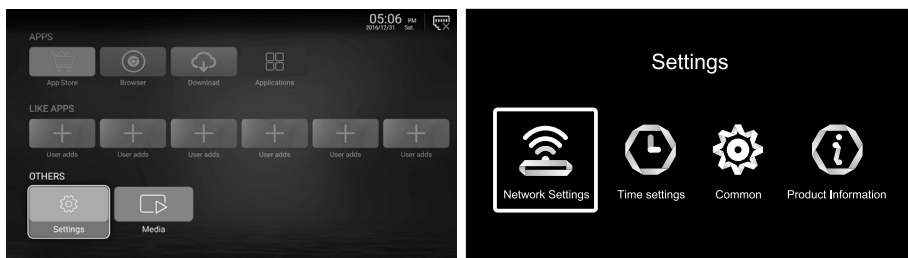 05:06 PM
2016/12/31 Sat.
APPS
App Store Browser Download Applications
LIKE APPS
User adds User adds User adds User adds User adds User adds
OTHERS
Settings Media
Settings
Network Settings Time settings Common Product Information